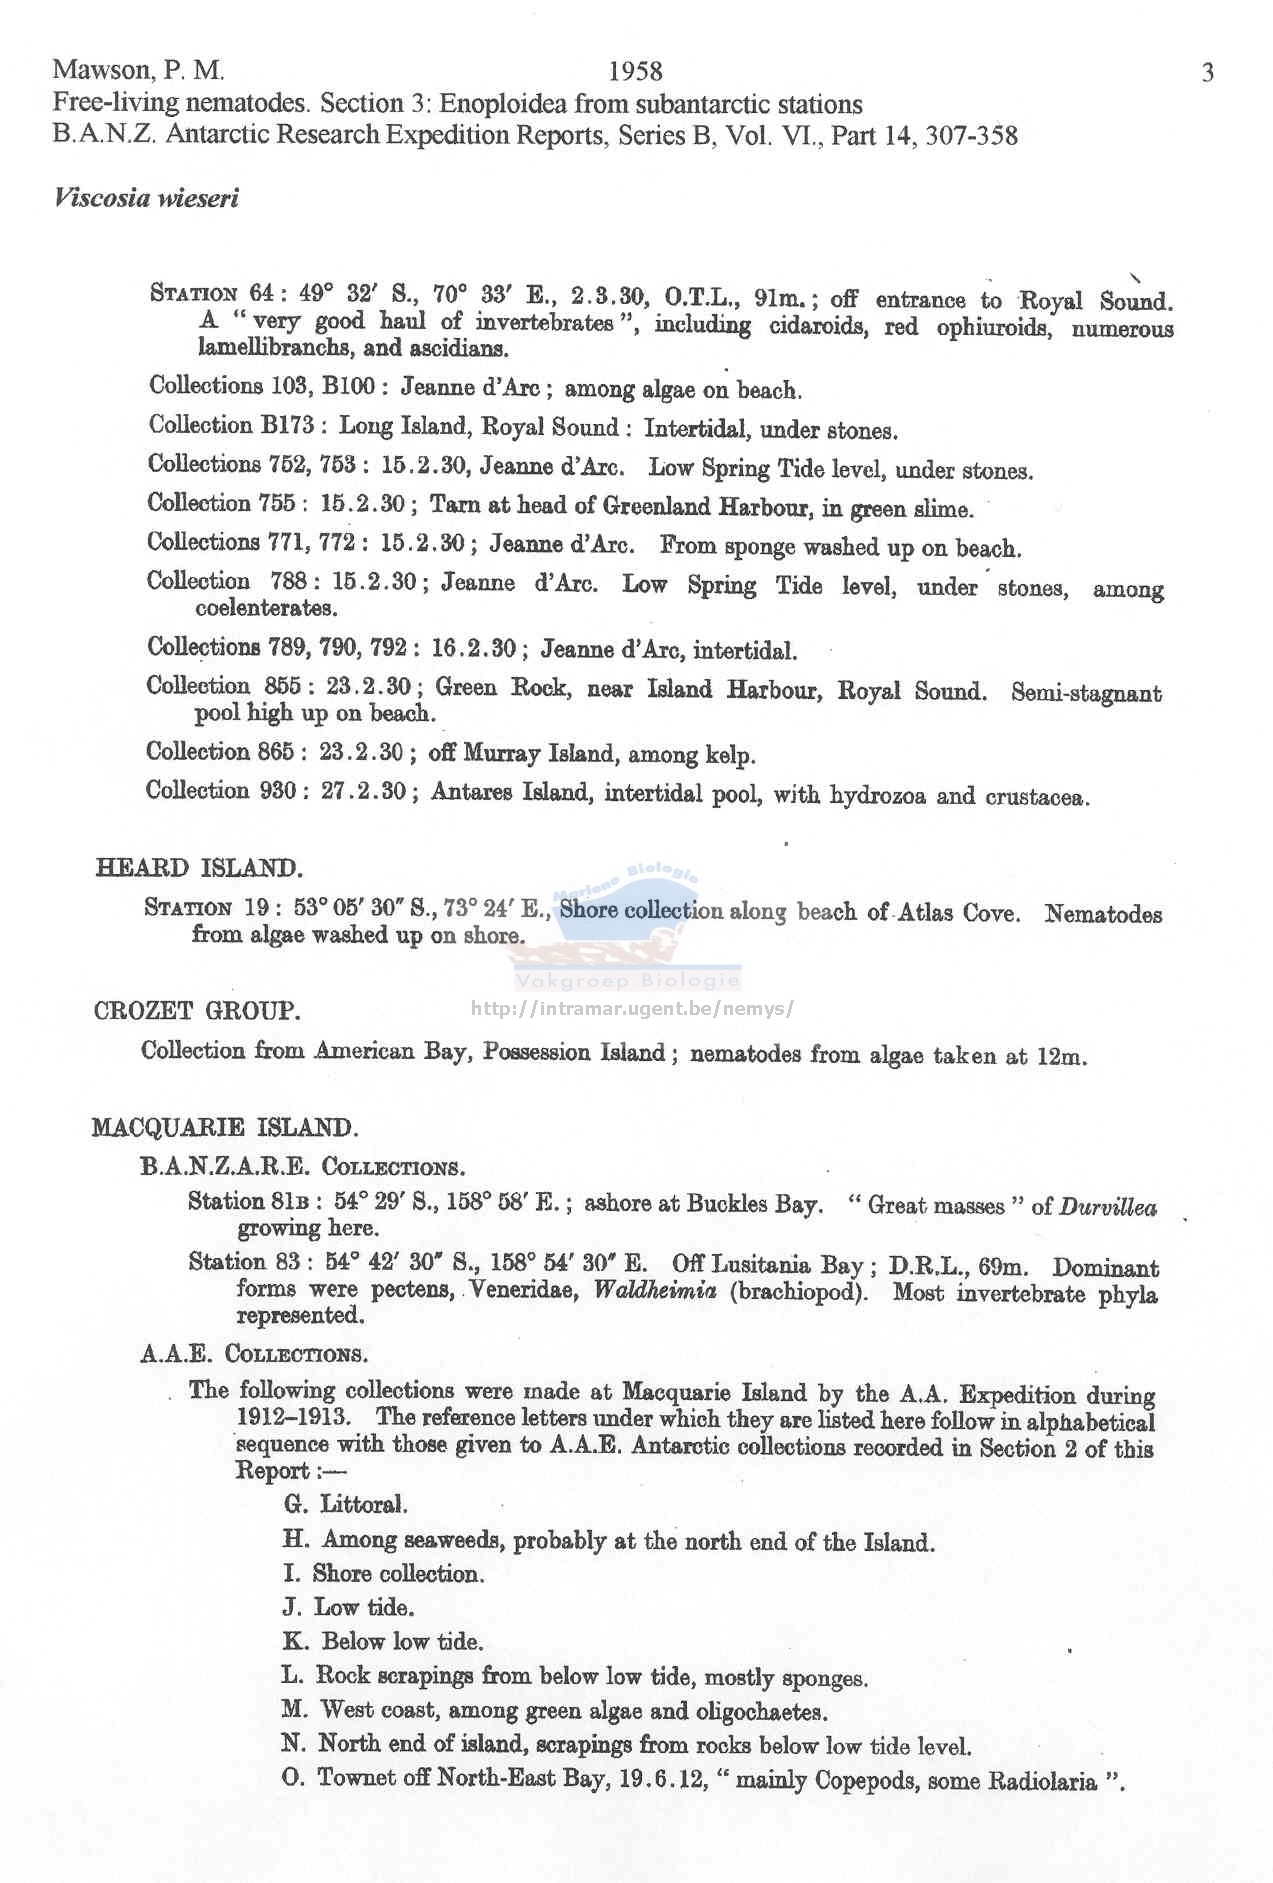 Mawson, P. M. 1958 3
Free-living nematodes. Section 3: Enoploidea from subantarctic stations
B.A.N.Z. Antarctic Research Expedition Reports, Series B, Vol. VI., Part 14, 307-358
Viscosia wieseri
STATION 64 : 49° 32′ S., 70° 33′ E., 2.3.30, O.T.L., 91m. ; off entrance to Royal Sound.
A “ very good haul of invertebrates ”, including cidaroids, red ophiuroids, numerous
lamellibranchs, and ascidians.
Collections 103, B100 : Jeanne d’Arc ; among algae on beach.
Collection B173 : Long Island, Royal Sound : Intertidal, under stones.
Collections 752, 753 : 15.2.30, Jeanne d’Arc. Low Spring Tide level, under stones.
Collection 755 : 15.2.30 ; Tarn at head of Greenland Harbour, in green slime.
Collections 771, 772 : 15.2.30 ; Jeanne d’Arc. From sponge washed up on beach.
Collection 788 : 15.2.30 ; Jeanne d’Arc. Low Spring Tide level, under stones, among
coelenterates.
Collections 789, 790, 792 : 16.2.30 ; Jeanne d’Arc, intertidal.
Collection 855 : 23.2.30 ; Green Rock, near Island Harbour, Royal Sound. Semi-stagnant
pool high up on beach.
Collection 865 : 23.2.30 ; off Murray Island, among kelp.
Collection 930 : 27.2.30 ; Antares Island, intertidal pool, with hydrozoa and crustacea.
HEARD ISLAND.
Mariene Biologie
STATION 19 : 53° 05′ 30″ S., 73° 24′ E., Shore collection along beach of Atlas Cove. Nematodes
from algae washed up on shore.
Vakgroep Biologie
http://intramar.ugent.be/nemys/
CROZET GROUP.
Collection from American Bay, Possession Island ; nematodes from algae taken at 12m.
MACQUARIE ISLAND.
B.A.N.Z.A.R.E. COLLECTIONS.
Station 81B : 54° 29′ S., 158° 58′ E. ; ashore at Buckles Bay. “ Great masses ” of Durvillea
growing here.
Station 83 : 54° 42′ 30″ S., 158° 54′ 30″ E. Off Lusitania Bay ; D.R.L., 69m. Dominant
forms were pectens, Veneridae, Waldheimia (brachiopod). Most invertebrate phyla
represented.
A.A.E. COLLECTIONS.
The following collections were made at Macquarie Island by the A.A. Expedition during
1912–1913. The reference letters under which they are listed here follow in alphabetical
sequence with those given to A.A.E. Antarctic collections recorded in Section 2 of this
Report :—
G. Littoral.
H. Among seaweeds, probably at the north end of the Island.
I. Shore collection.
J. Low tide.
K. Below low tide.
L. Rock scrapings from below low tide, mostly sponges.
M. West coast, among green algae and oligochaetes.
N. North end of island, scrapings from rocks below low tide level.
O. Townet off North-East Bay, 19.6.12, “ mainly Copepods, some Radiolaria ”.